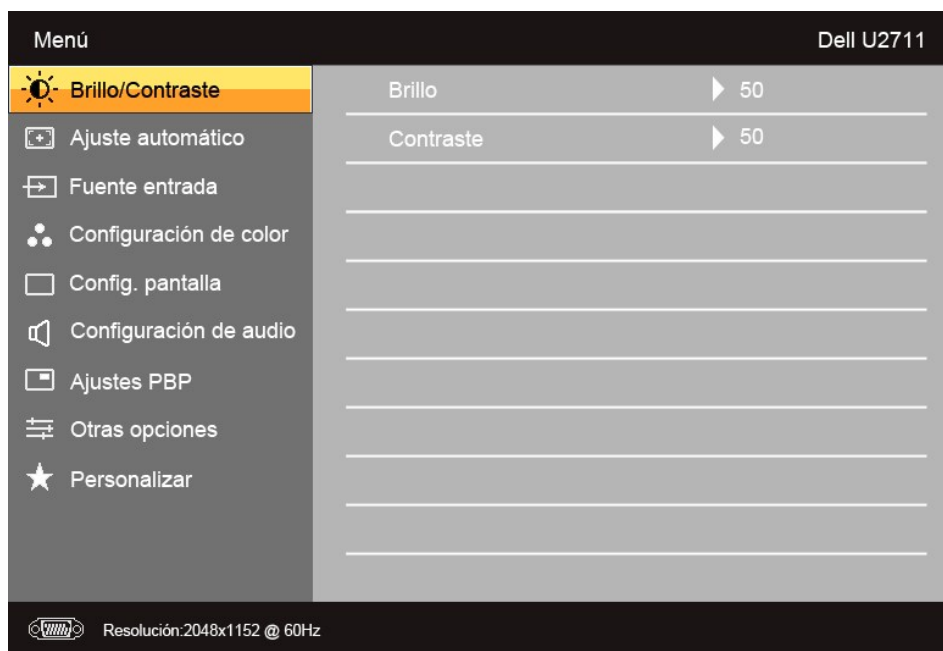 Menú Dell U2711
Brillo/Contraste Brillo 50
Ajuste automático Contraste 50
Fuente entrada
Configuración de color
Config. pantalla
Configuración de audio
Ajustes PBP
Otras opciones
Personalizar
Resolución:2048x1152 @ 60Hz